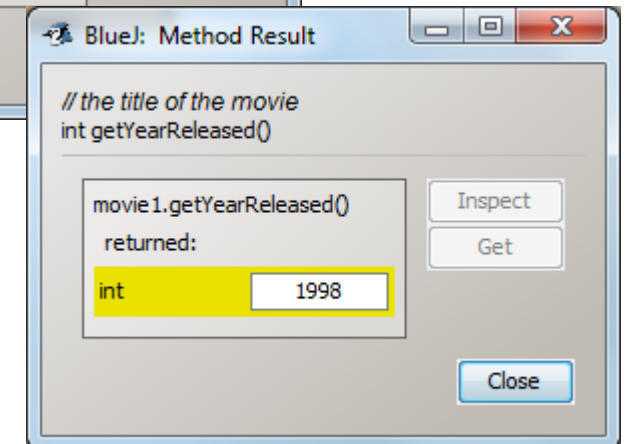 BlueJ: Method Result
// the title of the movie
int getYearReleased()
movie1.getYearReleased()
returned:
int 1998
Inspect
Get
Close